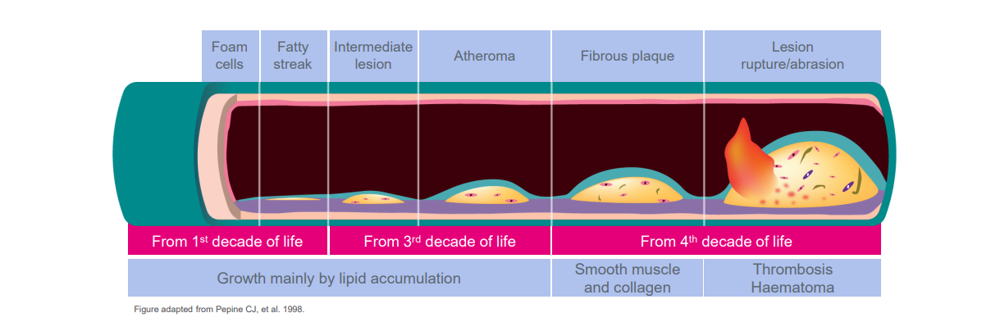 Foam
cells
Fatty
streak
Intermediate
lesion
Atheroma
Fibrous plaque
Lesion
rupture/abrasion
From 1st decade of life
From 3rd decade of life
From 4th decade of life
Growth mainly by lipid accumulation
Smooth muscle
and collagen
Thrombosis
Haematoma
Figure adapted from Pepine CJ, et al. 1998.